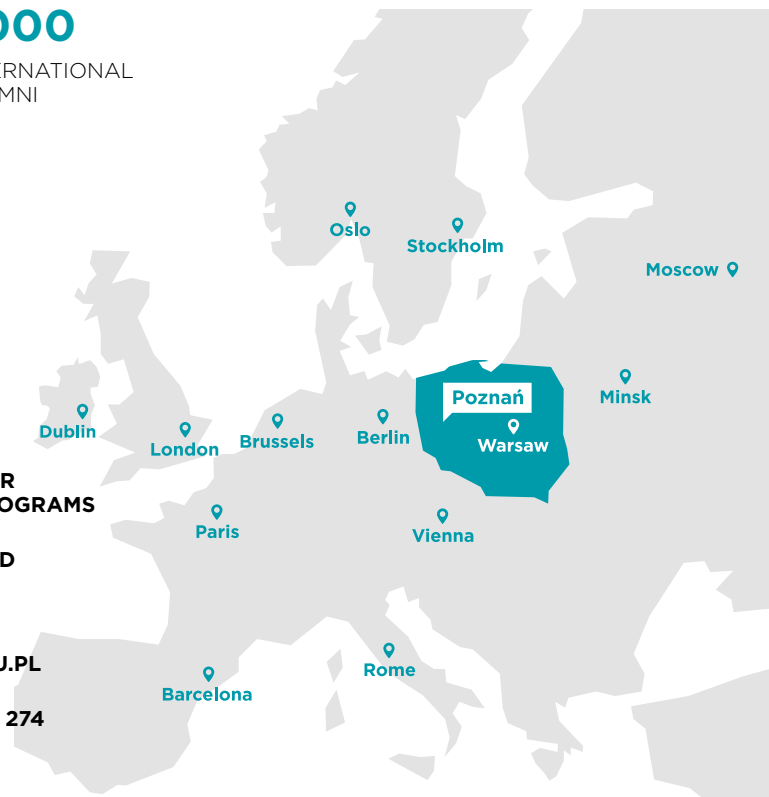 000
ERNATIONAL
MNI
Oslo
Stockholm
Moscow
Minsk
Poznań
Warsaw
Dublin
London
Brussels
Berlin
Paris
Vienna
R
OGRAMS
D
U.PL
274
Barcelona
Rome